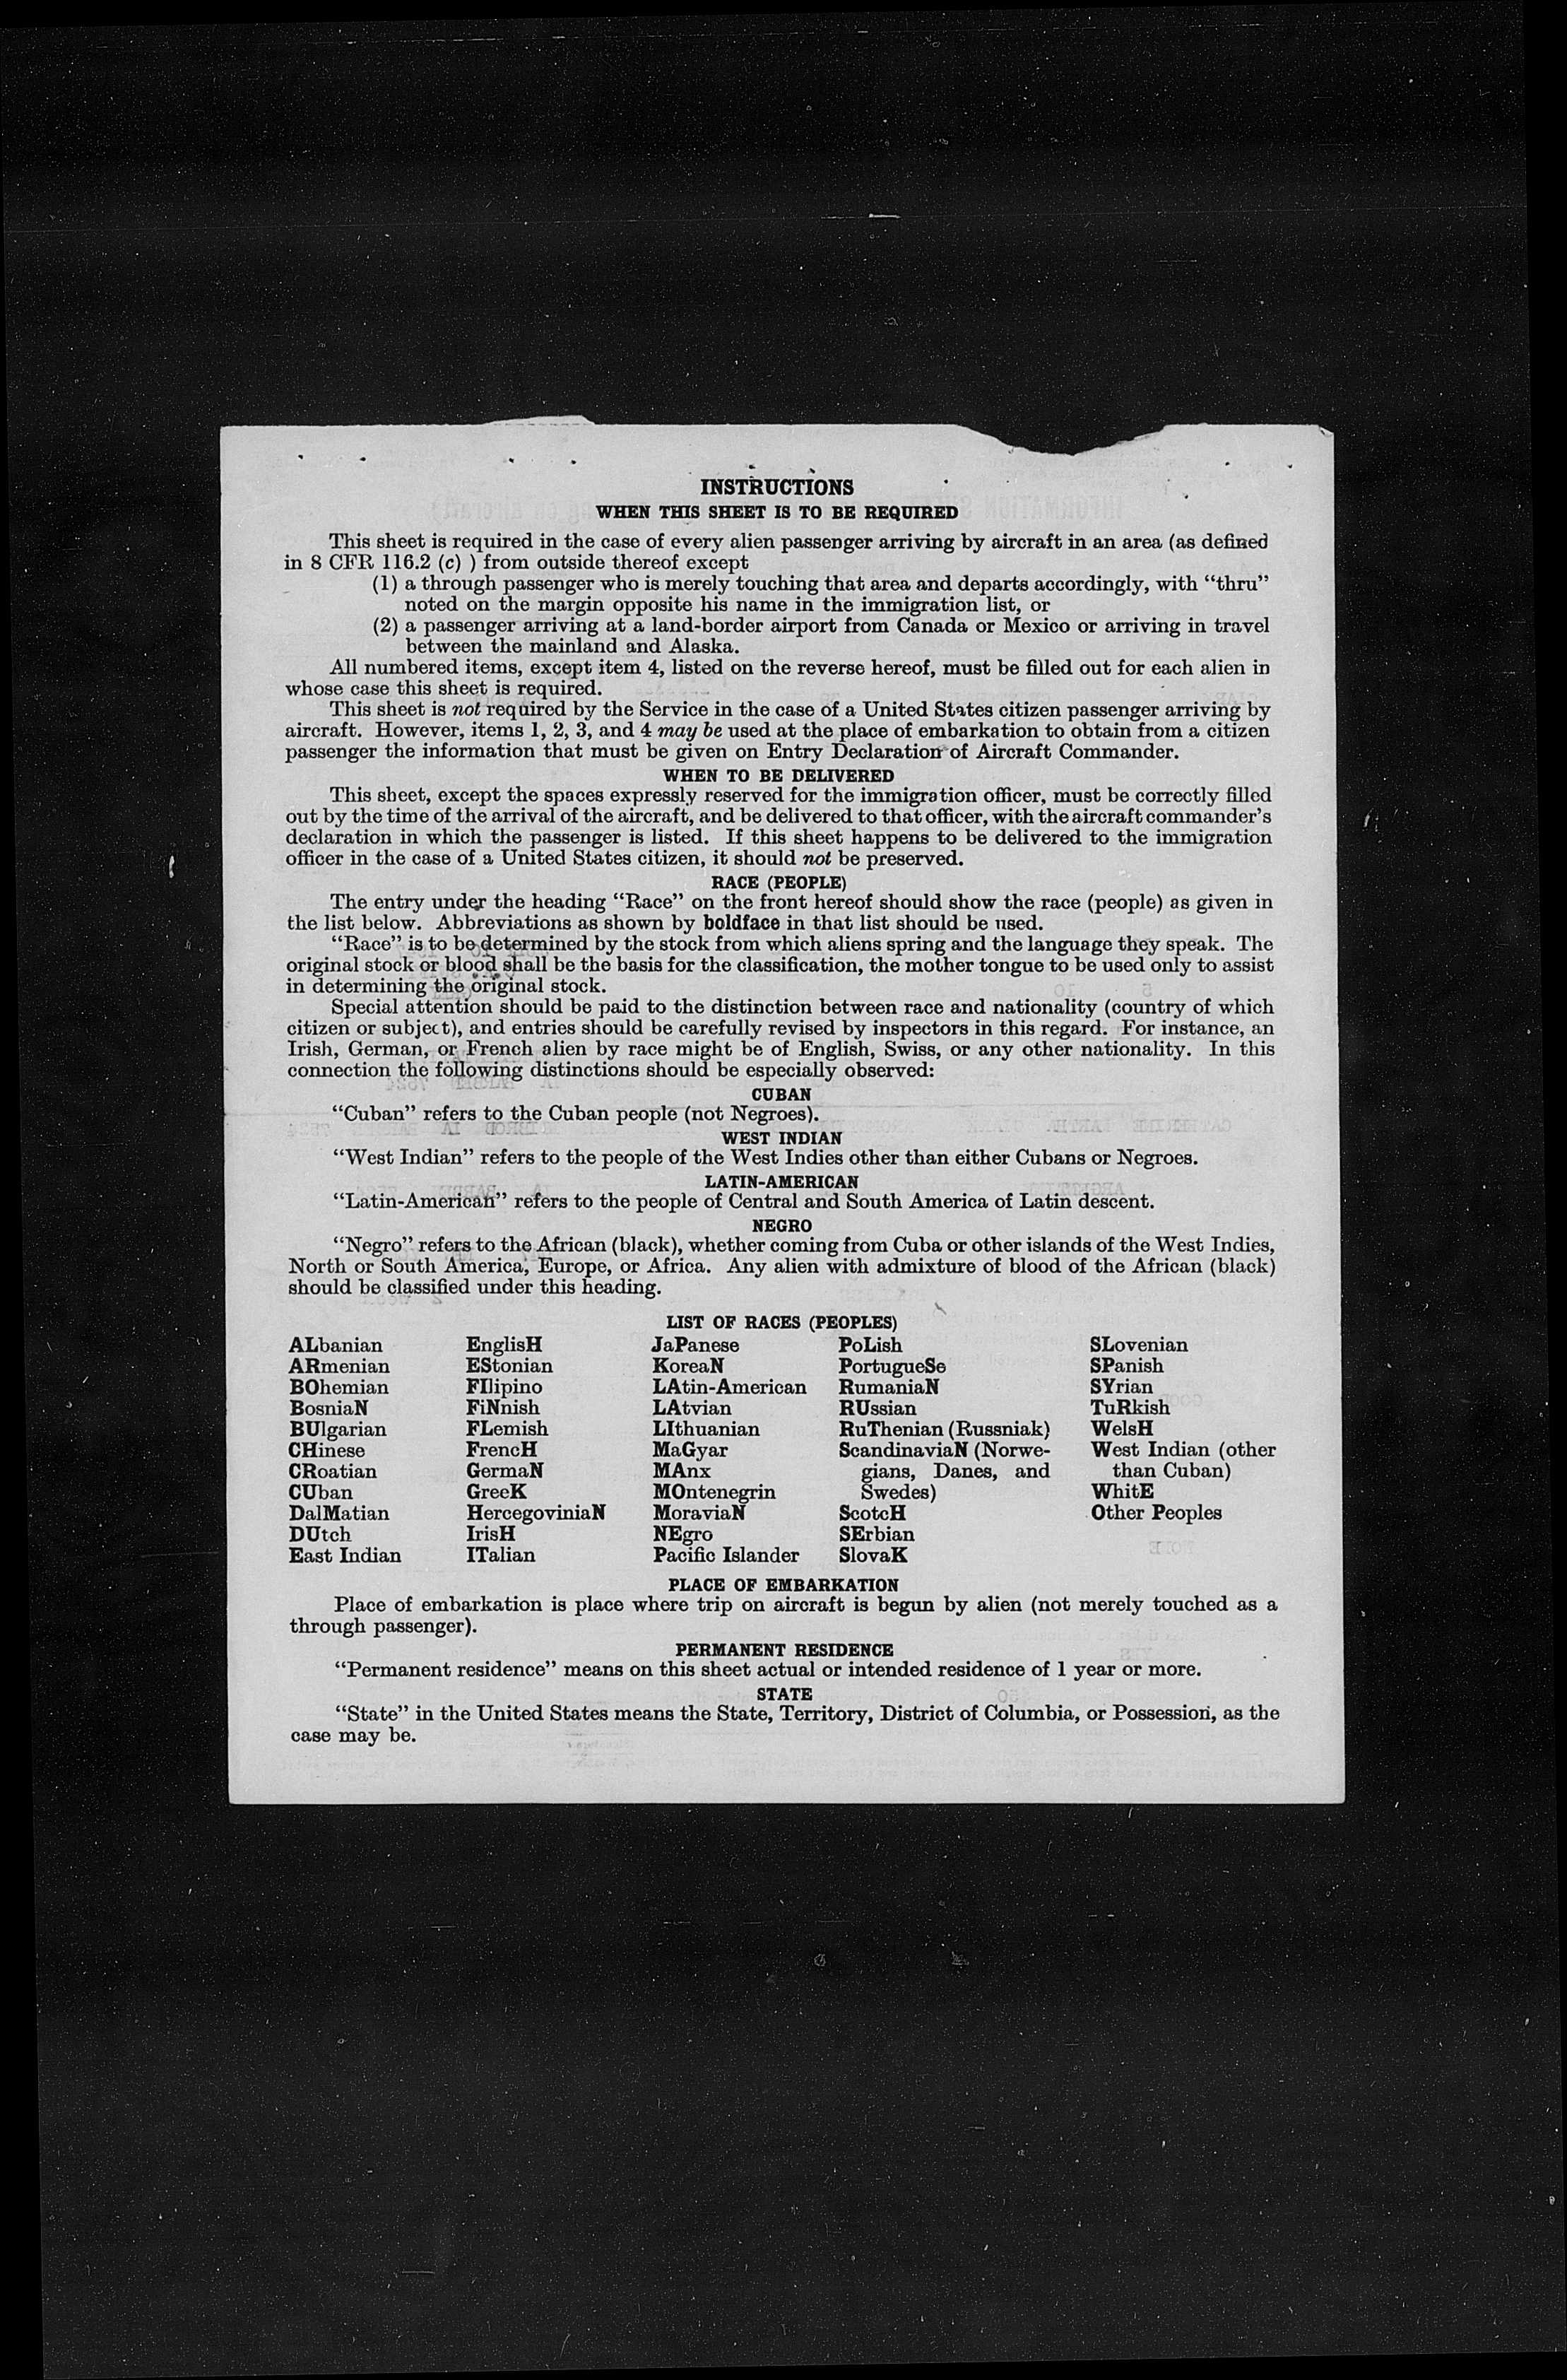 INSTRUCTIONS
WHEN THIS SHEET IS TO BE REQUIRED
This sheet is required in the case of every alien passenger arriving by aircraft in an area (as defined
in 8 CFR 116.2 (c) ) from outside thereof except
(1) a through passenger who is merely touching that area and departs accordingly, with “thru”
noted on the margin opposite his name in the immigration list, or
(2) a passenger arriving at a land-border airport from Canada or Mexico or arriving in travel
between the mainland and Alaska.
All numbered items, except item 4, listed on the reverse hereof, must be filled out for each alien in
whose case this sheet is required.
This sheet is not required by the Service in the case of a United States citizen passenger arriving by
aircraft. However, items 1, 2, 3, and 4 may be used at the place of embarkation to obtain from a citizen
passenger the information that must be given on Entry Declaration of Aircraft Commander.
WHEN TO BE DELIVERED
This sheet, except the spaces expressly reserved for the immigration officer, must be correctly filled
out by the time of the arrival of the aircraft, and be delivered to that officer, with the aircraft commander’s
declaration in which the passenger is listed. If this sheet happens to be delivered to the immigration
officer in the case of a United States citizen, it should not be preserved.
RACE (PEOPLE)
The entry under the heading “Race” on the front hereof should show the race (people) as given in
the list below. Abbreviations as shown by boldface in that list should be used.
“Race” is to be determined by the stock from which aliens spring and the language they speak. The
original stock or blood shall be the basis for the classification, the mother tongue to be used only to assist
in determining the original stock.
Special attention should be paid to the distinction between race and nationality (country of which
citizen or subject), and entries should be carefully revised by inspectors in this regard. For instance, an
Irish, German, or French alien by race might be of English, Swiss, or any other nationality. In this
connection the following distinctions should be especially observed:
CUBAN
“Cuban” refers to the Cuban people (not Negroes).
WEST INDIAN
“West Indian” refers to the people of the West Indies other than either Cubans or Negroes.
LATIN-AMERICAN
“Latin-American” refers to the people of Central and South America of Latin descent.
NEGRO
“Negro” refers to the African (black), whether coming from Cuba or other islands of the West Indies,
North or South America, Europe, or Africa. Any alien with admixture of blood of the African (black)
should be classified under this heading.
LIST OF RACES (PEOPLES)
ALbanian
ARmenian
BOhemian
BosniaN
BUlgarian
CHinese
CRoatian
CUban
DalMatian
DUtch
East Indian
EnglisH
EStonian
FIlipino
FiNnish
FLemish
FrencH
GermaN
GreeK
HercegoviniaN
IrisH
ITalian
JaPanese
KoreaN
LAtin-American
LAtvian
LIthuanian
MaGyar
MAnx
MOntenegrin
MoraviaN
NEgro
Pacific Islander
PoLish
PortugueSe
RumaniaN
RUssian
RuThenian (Russniak)
ScandinaviaN (Norwe-
gians, Danes, and
Swedes)
ScotcH
SErbian
SlovaK
SLovenian
SPanish
SYrian
TuRkish
WelsH
West Indian (other
than Cuban)
WhitE
Other Peoples
PLACE OF EMBARKATION
Place of embarkation is place where trip on aircraft is begun by alien (not merely touched as a
through passenger).
PERMANENT RESIDENCE
“Permanent residence” means on this sheet actual or intended residence of 1 year or more.
STATE
“State” in the United States means the State, Territory, District of Columbia, or Possession, as the
case may be.